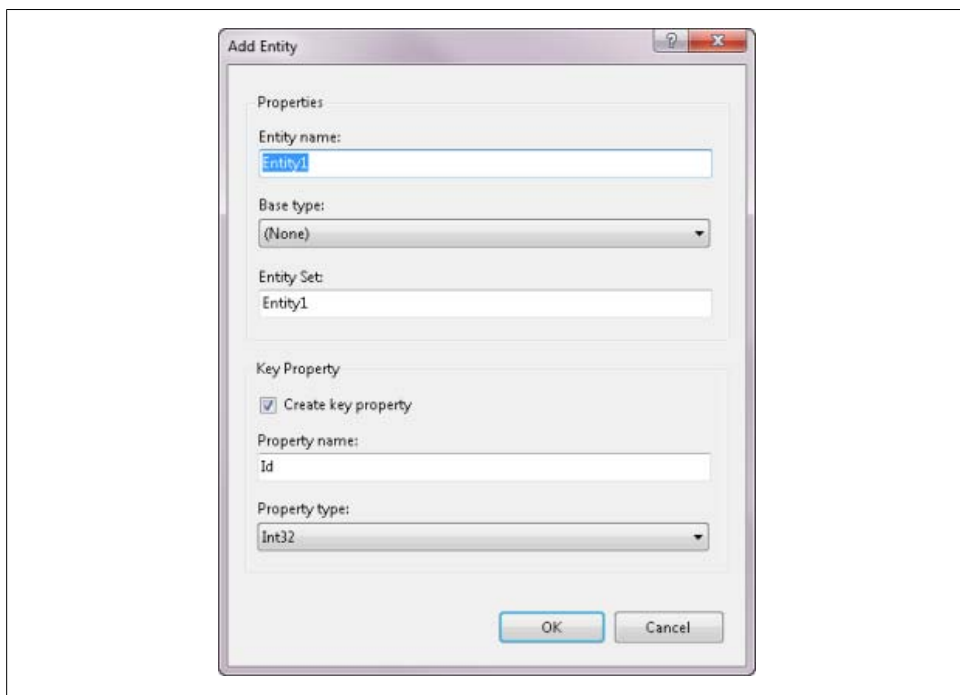 Add Entity
?
Properties
Entity name:
Entity1
Base type:
(None)
Entity Set:
Entity1
Key Property
Create key property
Property name:
Id
Property type:
Int32
OK
Cancel